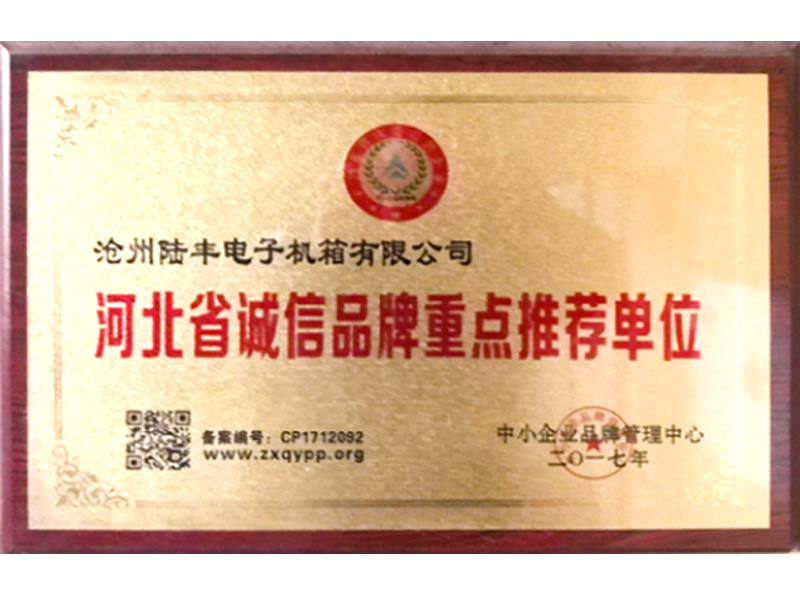 沧州陆丰电子机箱有限公司
河北省诚信品牌重点推荐单位
备案编号：CP1712092
www.zxqypp.org
中小企业品牌管理中心
二〇一七年